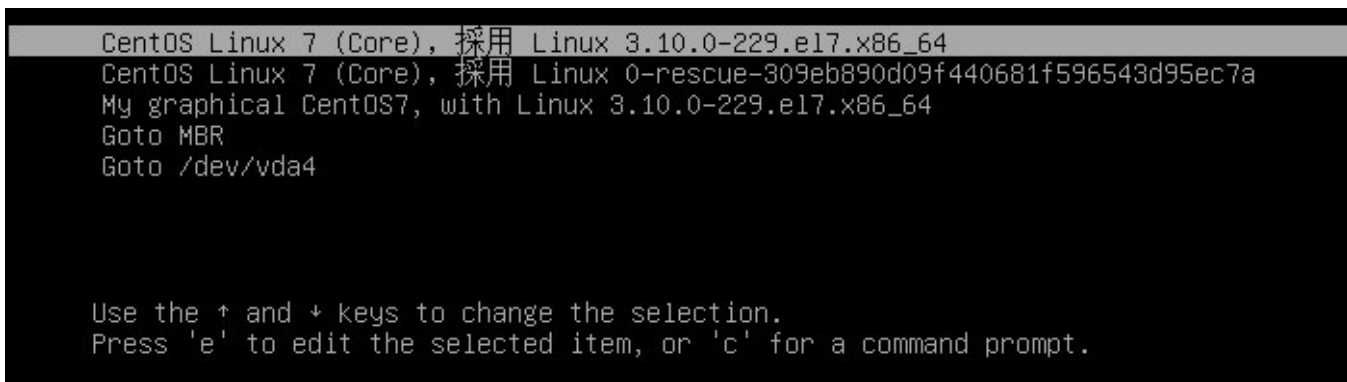 CentOS Linux 7 (Core), 採用 Linux 3.10.0-229.el7.x86_64
CentOS Linux 7 (Core), 採用 Linux 0-rescue-309eb890d09f440681f596543d95ec7a
My graphical CentOS7, with Linux 3.10.0-229.el7.x86_64
Goto MBR
Goto /dev/vda4
Use the ↑ and ↓ keys to change the selection.
Press 'e' to edit the selected item, or 'c' for a command prompt.